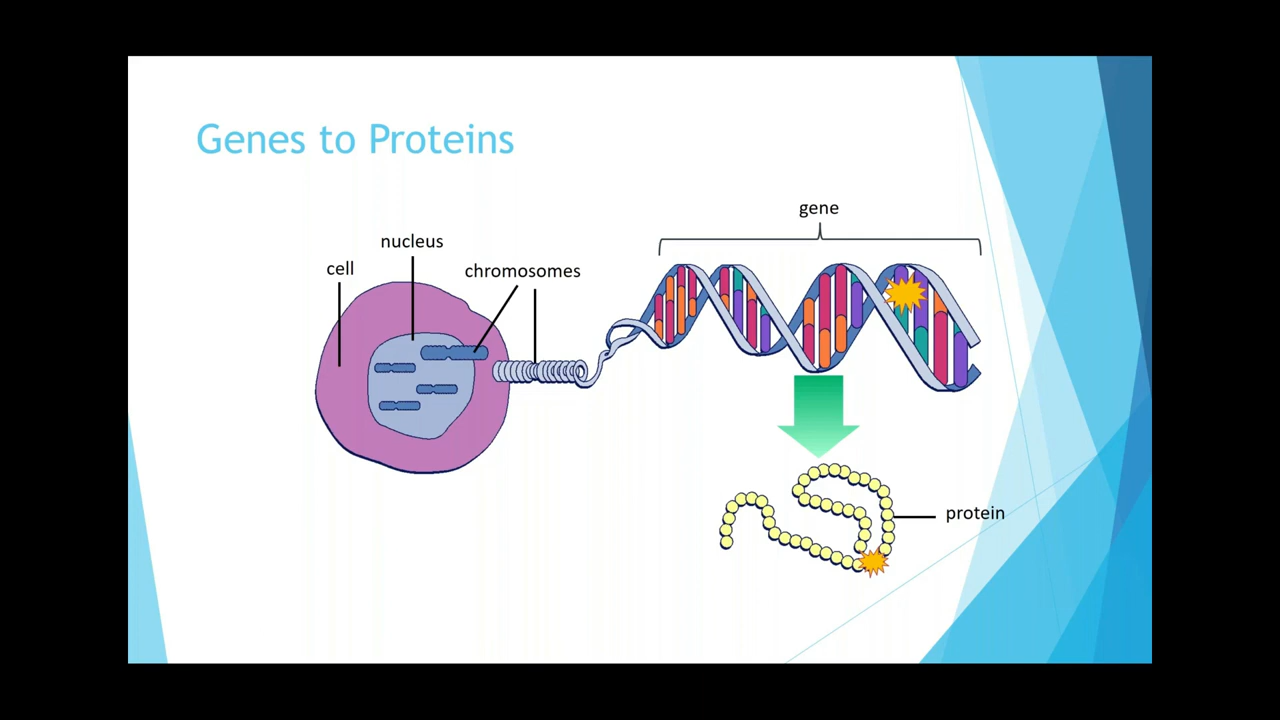 Genes to Proteins
gene
nucleus
cell
chromosomes
protein